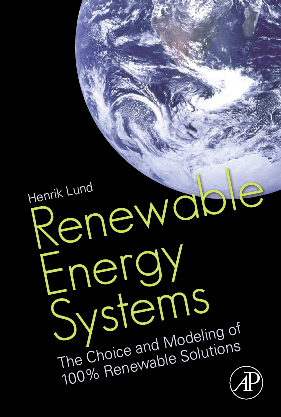 Henrik Lund
Renewable
Energy
Systems
The Choice and Modeling of
100% Renewable Solutions
AP